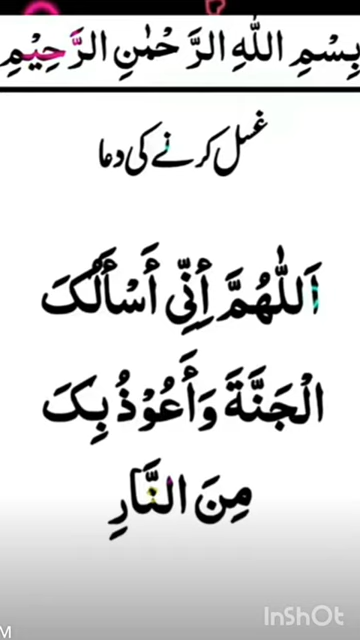 بِسْمِ اللّٰهِ الرَّحْمٰنِ الرَّحِيْمِ
غسل کرنے کی دعا
اَللّٰهُمَّ اِنِّي أَسْأَلُكَ
الْجَنَّةَ وَأَعُوْذُ بِكَ
مِنَ النَّارِ
InShOt
M